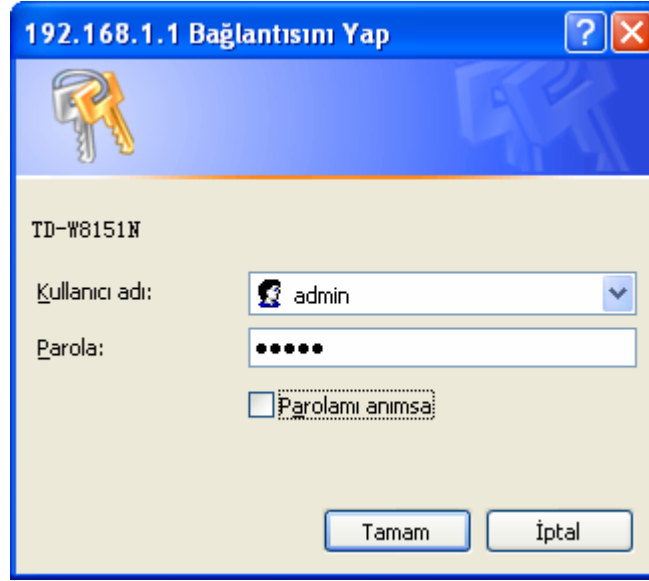 192.168.1.1 Bağlantısını Yap
TD-W8151N
Kullanıcı adı:
admin
Parola:
●●●●●
Parolamı anımsa
Tamam
İptal